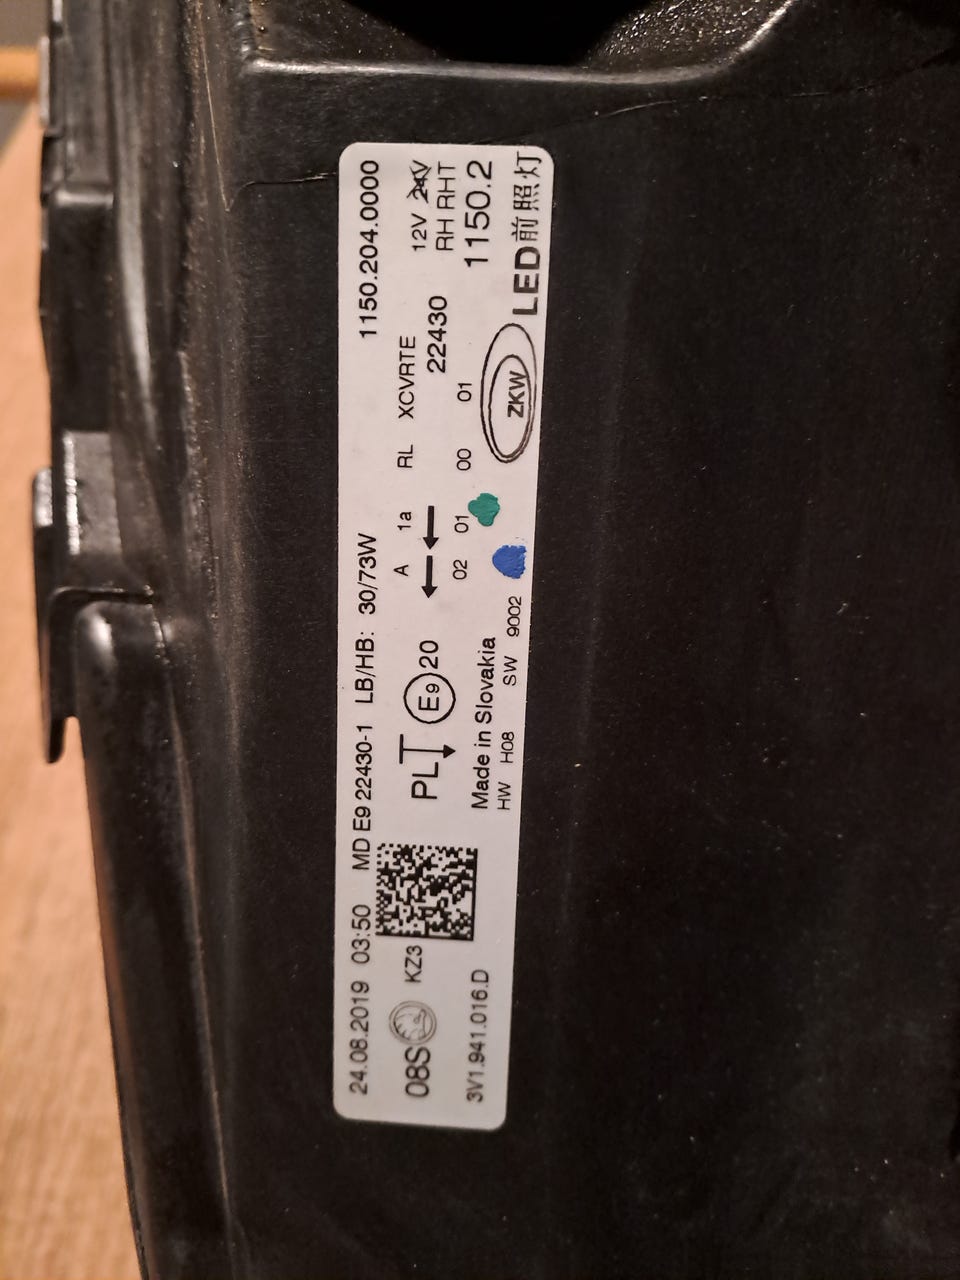 24.08.2019 03:50 MD E9 22430-1 LB/HB: 30/73W 1150.204.0000
08S KZ3 PL E9 20 A 1a RL XCVRTE 12V 24V
22430 RH RHT
02 01 00 01 1150.2
3V1.941.016.D Made in Slovakia
HW H08 SW 9002 ZKW LED前照灯